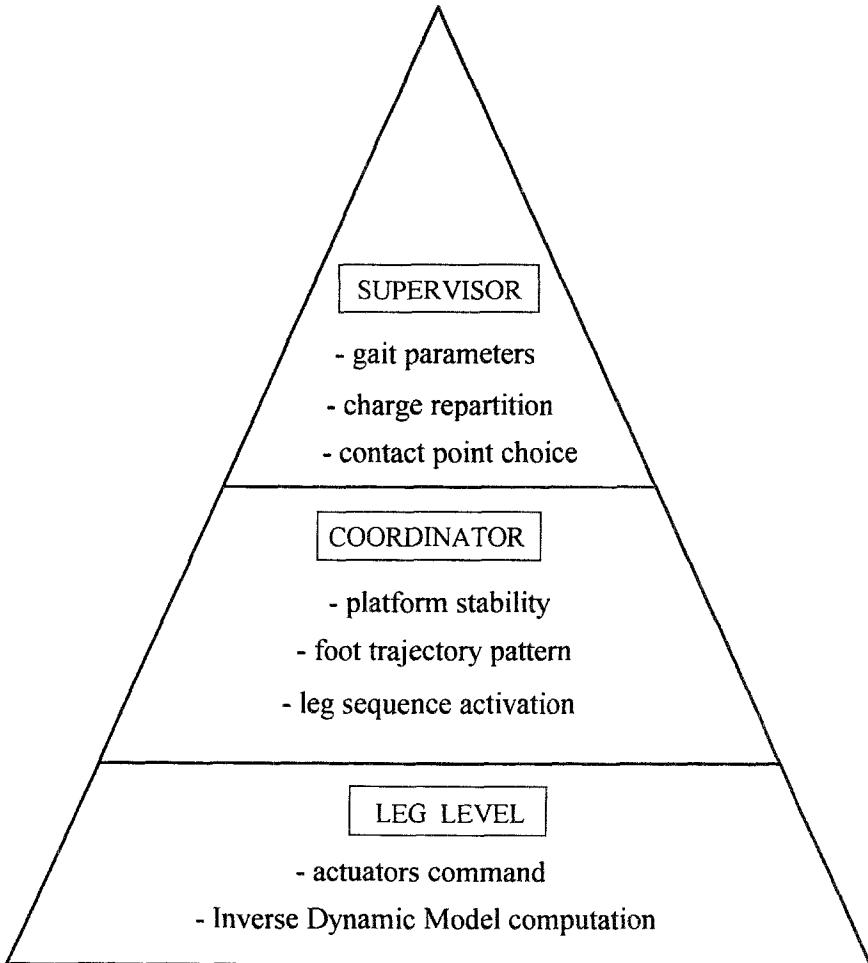 SUPERVISOR
- gait parameters
- charge repartition
- contact point choice
COORDINATOR
- platform stability
- foot trajectory pattern
- leg sequence activation
LEG LEVEL
- actuators command
- Inverse Dynamic Model computation